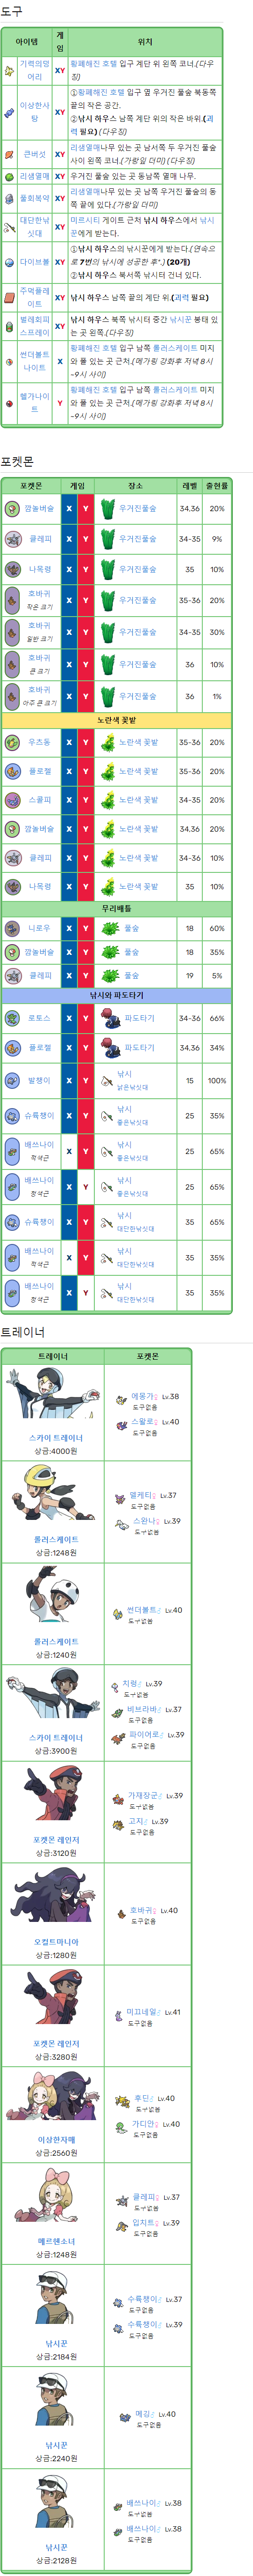 도구
아이템 게임 위치
기력의덩어리 XY 황폐해진 호텔 입구 계단 위 왼쪽 코너.(다우징)
이상한사탕 XY ①황폐해진 호텔 입구 옆 우거진 풀숲 북동쪽 끝의 작은 공간.
②낚시 하우스 남쪽 계단 위의 작은 바위.(괴력 필요) (다우징)
큰버섯 XY 리샘열매나무 있는 곳 남서쪽 두 우거진 풀숲 사이 왼쪽 코너.(가랑잎 더미) (다우징)
리샘열매 XY 우거진 풀숲 있는 곳 동남쪽 열매 나무.
풀회복약 XY 리샘열매나무 있는 곳 남쪽 우거진 풀숲의 동쪽 끝에 있다.(가랑잎 더미)
대단한낚싯대 XY 미르시티 게이트 근처 낚시 하우스에서 낚시꾼에게 받는다.
다이브볼 XY ①낚시 하우스의 낚시꾼에게 받는다.(연속으로 7번의 낚시에 성공한 후*.) (20개)
②낚시 하우스 북서쪽 낚시터 건너 있다.
주먹플레이트 XY 낚시 하우스 남쪽 끝의 계단 위.(괴력 필요)
벌레회피스프레이 XY 낚시 하우스 북쪽 낚시터 중간 낚시꾼 봉태 있는 곳 왼쪽.(다우징)
썬더볼트나이트 X 황폐해진 호텔 입구 남쪽 롤러스케이트 미지와 몰 있는 곳 근처.(메가링 강화후 저녁 8시~9시 사이)
쉘가나이트 Y 황폐해진 호텔 입구 남쪽 롤러스케이트 미지와 몰 있는 곳 근처.(메가링 강화후 저녁 8시~9시 사이)
포켓몬
포켓몬 게임 장소 레벨 출현률
깜놀버슬 X Y 우거진풀숲 34.36 20%
클레피 X Y 우거진풀숲 34-35 9%
나목령 X Y 우거진풀숲 35 10%
호바귀 작은 크기 X Y 우거진풀숲 35-36 20%
호바귀 일반 크기 X Y 우거진풀숲 34-35 30%
호바귀 큰 크기 X Y 우거진풀숲 36 10%
호바귀 아주 큰 크기 X Y 우거진풀숲 36 1%
노란색 꽃밭
우츠동 X Y 노란색 꽃밭 35-36 20%
플로젤 X Y 노란색 꽃밭 35-36 20%
스콜피 X Y 노란색 꽃밭 34-35 20%
깜놀버슬 X Y 노란색 꽃밭 34.36 20%
클레피 X Y 노란색 꽃밭 34-36 10%
나목령 X Y 노란색 꽃밭 35 10%
무리배틀
니로우 X Y 풀숲 18 60%
깜놀버슬 X Y 풀숲 18 35%
클레피 X Y 풀숲 19 5%
낚시와 파도타기
로토스 X Y 파도타기 34-36 66%
플로젤 X Y 파도타기 34.36 34%
발챙이 X Y 낚시 낡은낚싯대 15 100%
슈륙챙이 X Y 낚시 좋은낚싯대 25 35%
배쓰나이 적색근 X Y 낚시 좋은낚싯대 25 65%
배쓰나이 청색근 X Y 낚시 좋은낚싯대 25 65%
슈륙챙이 X Y 낚시 대단한낚싯대 35 65%
배쓰나이 적색근 X Y 낚시 대단한낚싯대 35 35%
배쓰나이 청색근 X Y 낚시 대단한낚싯대 35 35%
트레이너
트레이너 포켓몬
스카이 트레이너
상금:4000원
에몽가♀ Lv.38
도구없음
스왈로♀ Lv.40
도구없음
롤러스케이트
상금:1248원
델케티♀ Lv.37
도구없음
스완나♀ Lv.39
도구없음
롤러스케이트
상금:1240원
썬더볼트♂ Lv.40
도구없음
스카이 트레이너
상금:3900원
치렁♂ Lv.39
도구없음
비브라바♂ Lv.37
도구없음
파이어로♂ Lv.39
도구없음
포켓몬 레인저
상금:3120원
가재장군♂ Lv.39
도구없음
고지♂ Lv.39
도구없음
오컬트마니아
상금:1280원
호바귀♀ Lv.40
도구없음
포켓몬 레인저
상금:3280원
미끄네일♂ Lv.41
도구없음
이상한자매
상금:2560원
후딘♂ Lv.40
도구없음
가디안♀ Lv.40
도구없음
메르헨소녀
상금:1248원
클레피♀ Lv.37
도구없음
입치트♀ Lv.39
도구없음
낚시꾼
상금:2184원
수륙챙이♂ Lv.37
도구없음
수륙챙이♂ Lv.39
도구없음
낚시꾼
상금:2240원
메깅♂ Lv.40
도구없음
낚시꾼
상금:2128원
배쓰나이♂ Lv.38
도구없음
배쓰나이♂ Lv.38
도구없음